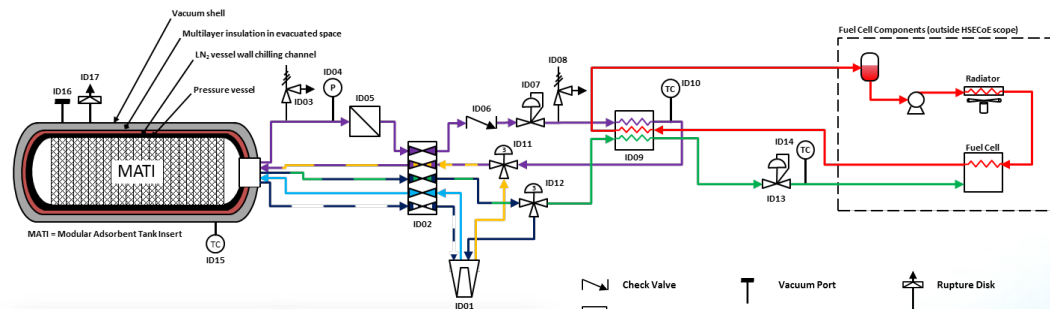 Vacuum shell
Multilayer insulation in evacuated space
LN₂ vessel wall chilling channel
Pressure vessel
ID16
ID17
ID03
ID04
P
ID05
ID06
ID07
ID08
ID10
TC
Fuel Cell Components (outside HSECoE scope)
Radiator
Fuel Cell
MATI
ID09
ID11
3
ID12
3
ID14
TC
ID13
ID02
MATI = Modular Adsorbent Tank Insert
TC
ID15
ID01
Check Valve
Vacuum Port
Rupture Disk